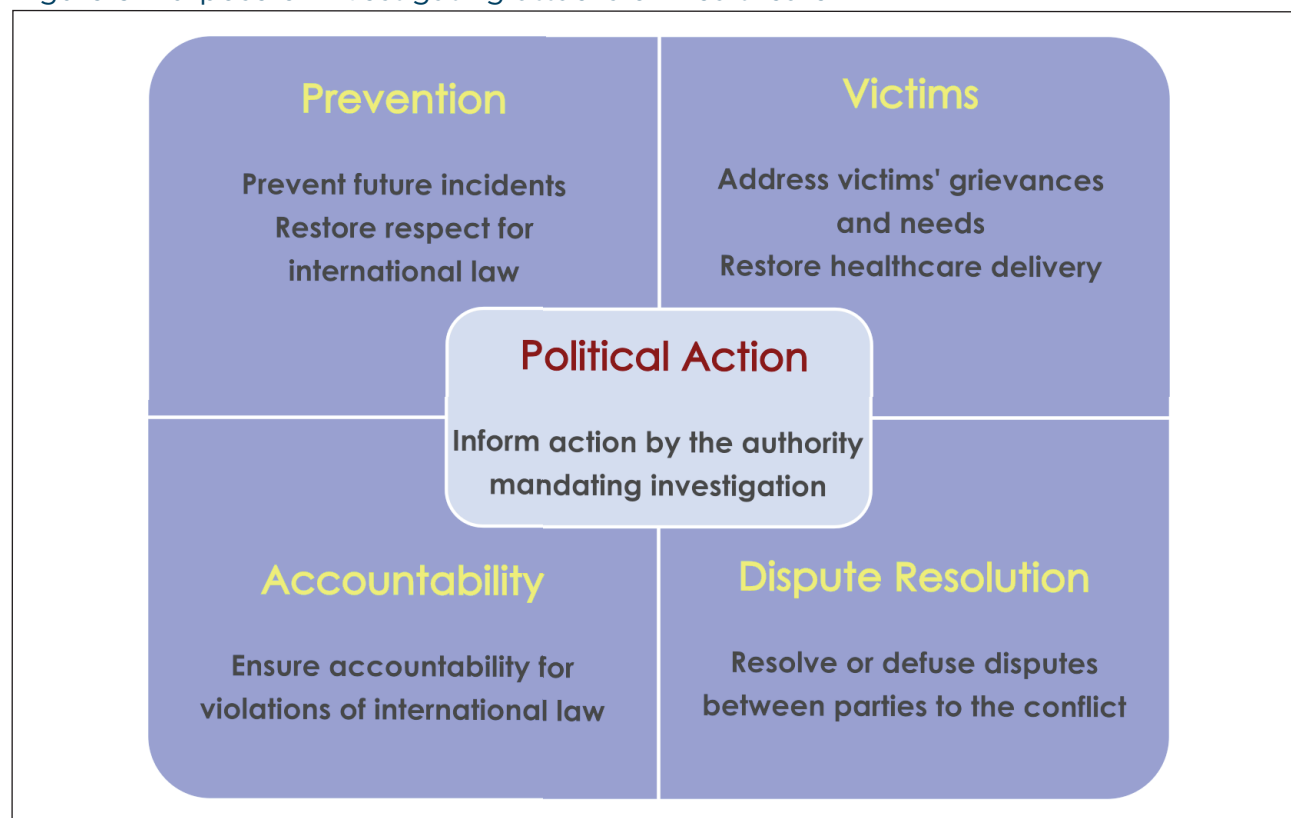 Prevention
Prevent future incidents
Restore respect for
international law
Victims
Address victims' grievances
and needs
Restore healthcare delivery
Political Action
Inform action by the authority
mandating investigation
Accountability
Ensure accountability for
violations of international law
Dispute Resolution
Resolve or defuse disputes
between parties to the conflict